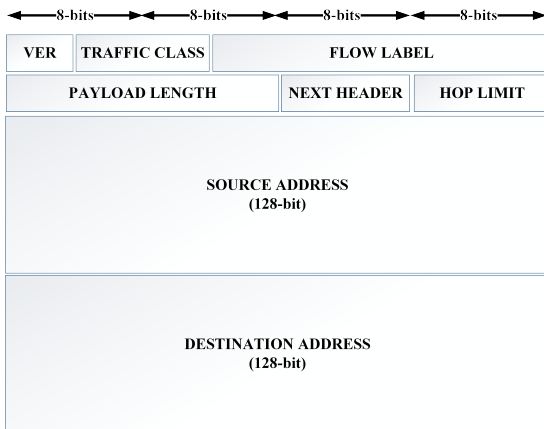 8-bits 8-bits 8-bits 8-bits
VER TRAFFIC CLASS FLOW LABEL
PAYLOAD LENGTH NEXT HEADER HOP LIMIT
SOURCE ADDRESS
(128-bit)
DESTINATION ADDRESS
(128-bit)